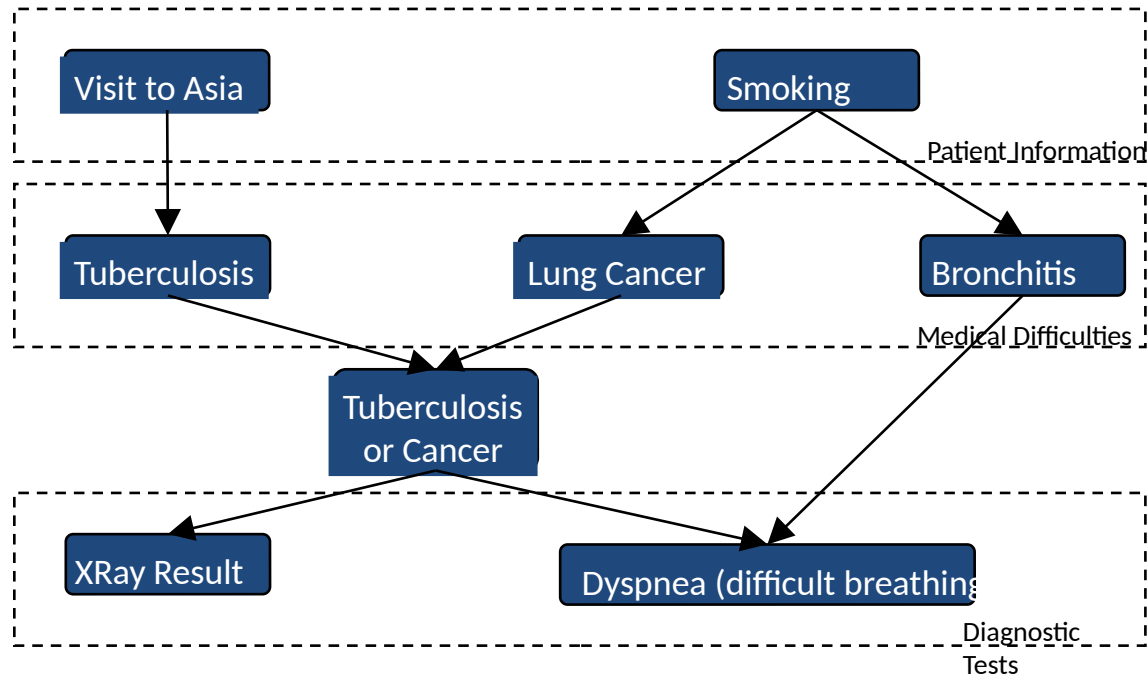 Visit to Asia
Smoking
Patient Information
Tuberculosis
Lung Cancer
Bronchitis
Medical Difficulties
Tuberculosis
or Cancer
XRay Result
Dyspnea (difficult breathing
Diagnostic
Tests